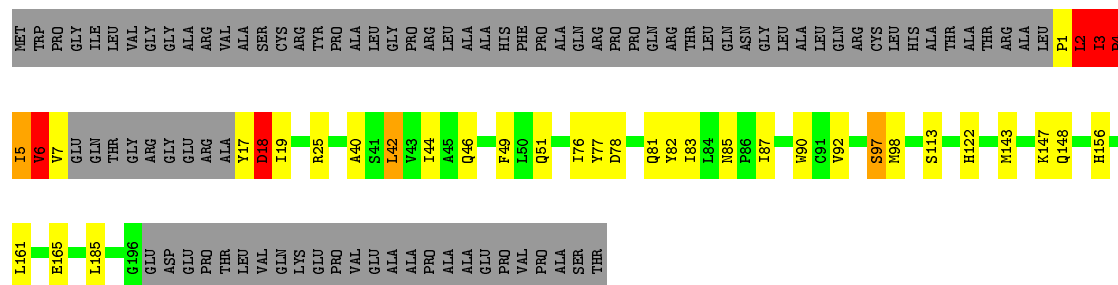 MET TRP PRO GLY ILE LEU VAL GLY GLY ALA ARG VAL ALA SER CYS ARG TYR PRO ALA LEU GLY PRO ARG LEU ALA ALA HIS PHE PRO ALA GLN ARG PRO PRO GLN ARG THR LEU GLN ASN GLY LEU ALA LEU GLN ARG CYS LEU HIS ALA THR ALA THR ARG ALA LEU P1 L2 I3 P4
I5 V6 V7 GLU GLN THR GLY ARG GLY GLU ARG ALA Y17 D18 I19 R25 A40 S41 L42 V43 I44 A45 Q46 F49 L50 Q51 I76 Y77 D78 Q81 Y82 I83 L84 N85 P86 I87 W90 C91 V92 S97 M98 S113 H122 M143 K147 Q148 H156
L161 E165 L185 G196 GLU ASP GLU PRO THR LEU VAL GLN LYS GLU PRO VAL GLU ALA ALA PRO ALA ALA GLU PRO VAL PRO ALA SER THR